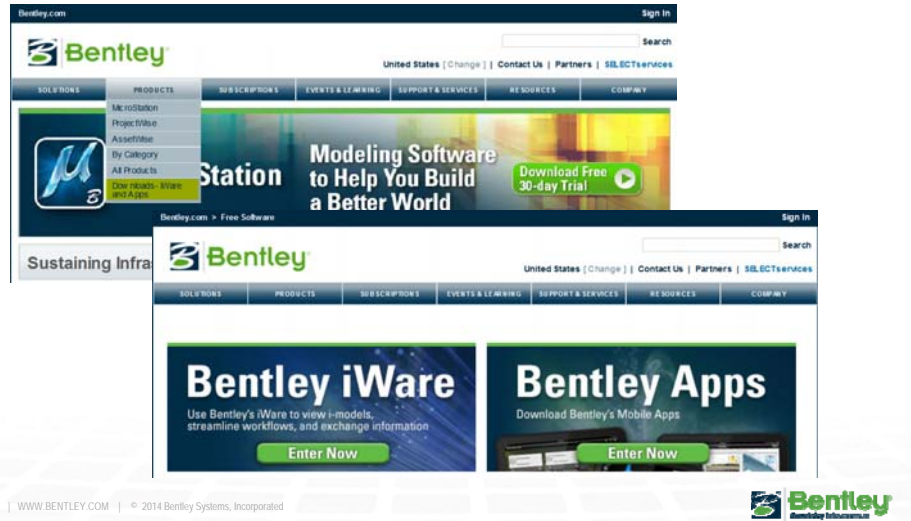 Bentley.com Sign In
Bentley
Search
United States [ Change ] | Contact Us | Partners | SELECTservices
SOLUTIONS PRODUCTS SUBSCRIPTIONS EVENTS & LEARNING SUPPORT & SERVICES RESOURCES COMPANY
MicroStation
ProjectWise
AssetWise
By Category
All Products
Downloads - iWare
and Apps
μ
B
Station
Modeling Software
to Help You Build
a Better World
Download Free
30-day Trial
Sustaining Infra
Bentley.com > Free Software Sign In
Bentley
Search
United States [ Change ] | Contact Us | Partners | SELECTservices
SOLUTIONS PRODUCTS SUBSCRIPTIONS EVENTS & LEARNING SUPPORT & SERVICES RESOURCES COMPANY
Bentley iWare
Use Bentley's iWare to view i-models,
streamline workflows, and exchange information
Enter Now
Bentley Apps
Download Bentley's Mobile Apps
Enter Now
| WWW.BENTLEY.COM | © 2014 Bentley Systems, Incorporated
Bentley